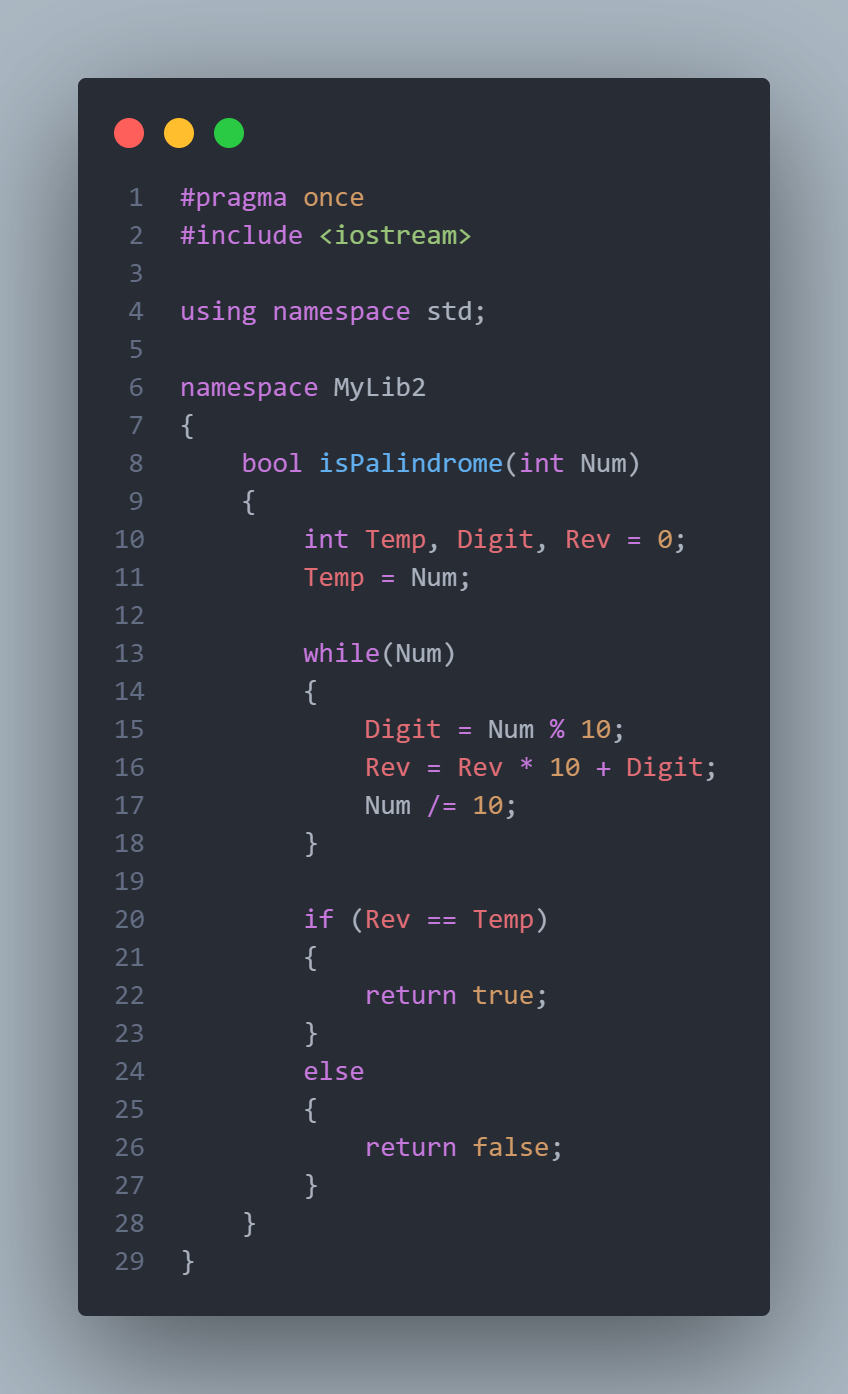 1 #pragma once
2 #include <iostream>
3
4 using namespace std;
5
6 namespace MyLib2
7 {
8     bool isPalindrome(int Num)
9     {
10         int Temp, Digit, Rev = 0;
11         Temp = Num;
12
13         while(Num)
14         {
15             Digit = Num % 10;
16             Rev = Rev * 10 + Digit;
17             Num /= 10;
18         }
19
20         if (Rev == Temp)
21         {
22             return true;
23         }
24         else
25         {
26             return false;
27         }
28     }
29 }